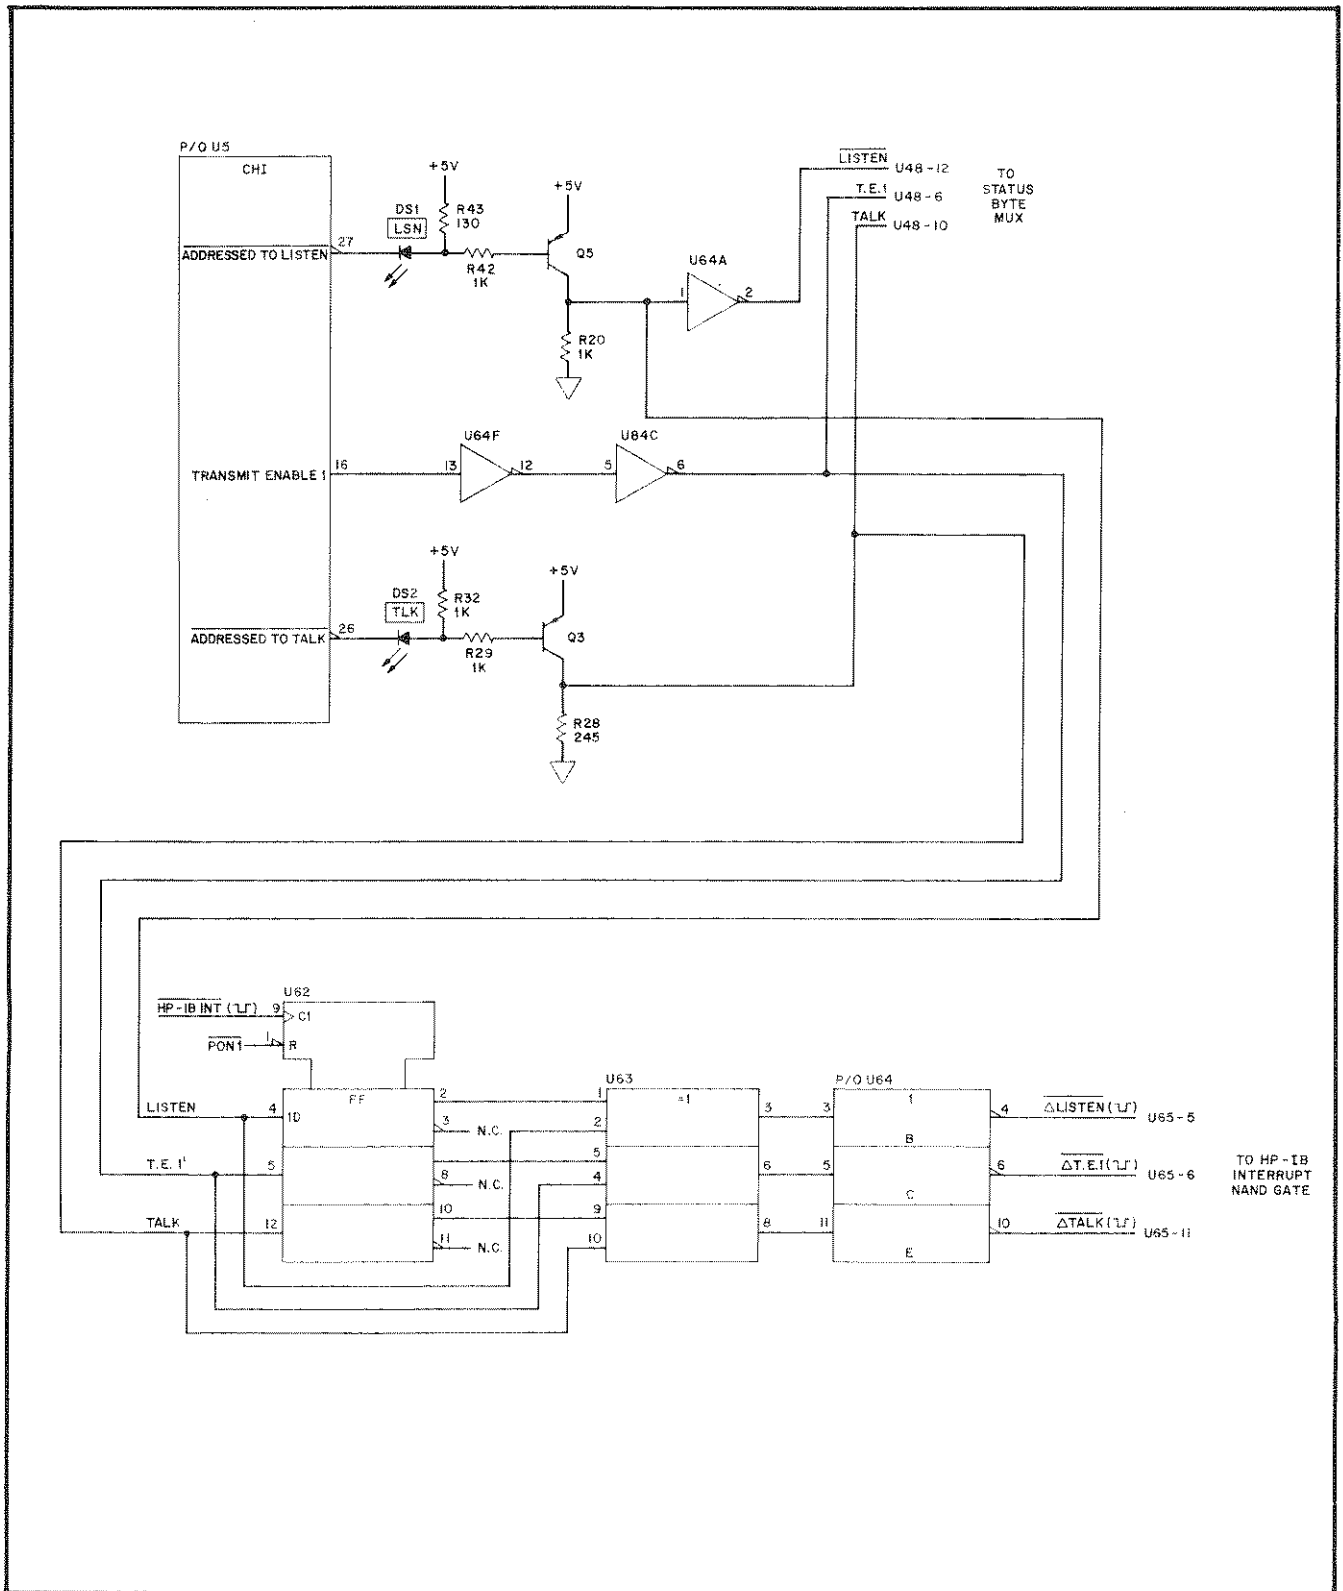 P/O U5
CHI
ADDRESSED TO LISTEN
27
DS1
LSN
+5V
R43
130
R42
1K
+5V
Q5
R20
1K
U64A
1
2
LISTEN
U48-12
T.E.1
U48-6
TALK
U48-10
TO
STATUS
BYTE
MUX
TRANSMIT ENABLE 1
16
U64F
13
12
U84C
5
6
ADDRESSED TO TALK
26
DS2
TLK
+5V
R32
1K
R29
1K
+5V
Q3
R28
245
U62
HP-IB INT
9
C1
PON1
1
R
FF
LISTEN
4
1D
2
3
N.C.
T.E.1'
5
8
N.C.
TALK
12
10
11
N.C.
U63
=1
1
2
5
4
9
10
3
6
8
P/O U64
1
3
B
4
ΔLISTEN
U65-5
5
C
6
ΔT.E.1
U65-6
11
E
10
ΔTALK
U65-11
TO HP-IB
INTERRUPT
NAND GATE